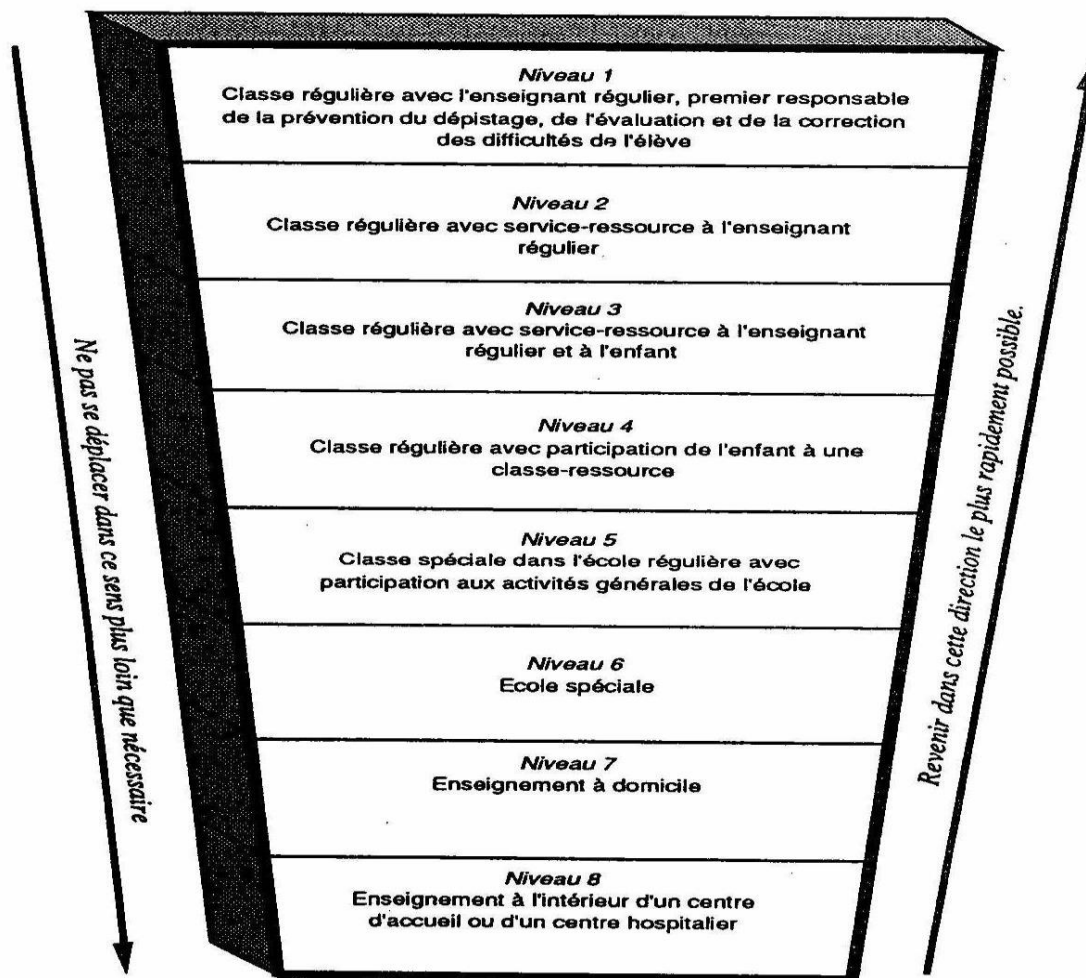 Niveau 1
Classe régulière avec l'enseignant régulier, premier responsable
de la prévention du dépistage, de l'évaluation et de la correction
des difficultés de l'élève
Niveau 2
Classe régulière avec service-ressource à l'enseignant
régulier
Niveau 3
Classe régulière avec service-ressource à l'enseignant
régulier et à l'enfant
Niveau 4
Classe régulière avec participation de l'enfant à une
classe-ressource
Niveau 5
Classe spéciale dans l'école régulière avec
participation aux activités générales de l'école
Niveau 6
Ecole spéciale
Niveau 7
Enseignement à domicile
Niveau 8
Enseignement à l'intérieur d'un centre
d'accueil ou d'un centre hospitalier
Ne pas se déplacer dans ce sens plus loin que nécessaire
Revenir dans cette direction le plus rapidement possible.